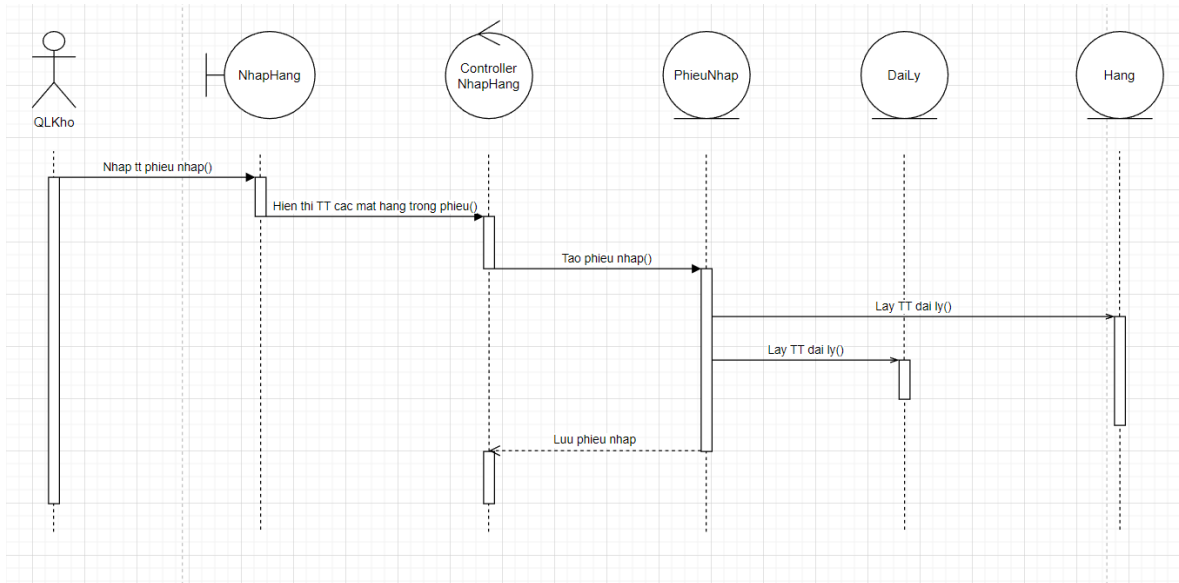 QLKho
NhapHang
Controller
NhapHang
PhieuNhap
DaiLy
Hang
Nhap tt phieu nhap()
Hien thi TT cac mat hang trong phieu()
Tao phieu nhap()
Lay TT dai ly()
Lay TT dai ly()
Luu phieu nhap